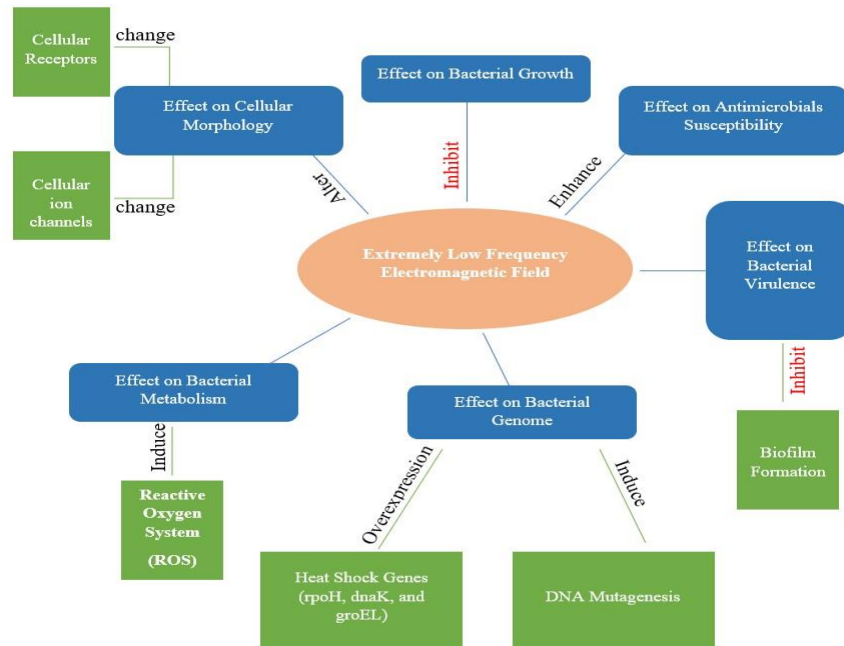 Cellular
Receptors
change
Effect on Cellular
Morphology
Cellular
ion
channels
change
Alter
Effect on Bacterial Growth
Inhibit
Effect on Antimicrobials
Susceptibility
Enhance
Extremely Low Frequency
Electromagnetic Field
Effect on
Bacterial
Virulence
Inhibit
Biofilm
Formation
Effect on Bacterial
Metabolism
Induce
Reactive
Oxygen
System
(ROS)
Effect on Bacterial
Genome
Overexpression
Heat Shock Genes
(rpoH, dnaK, and
groEL)
Induce
DNA Mutagenesis